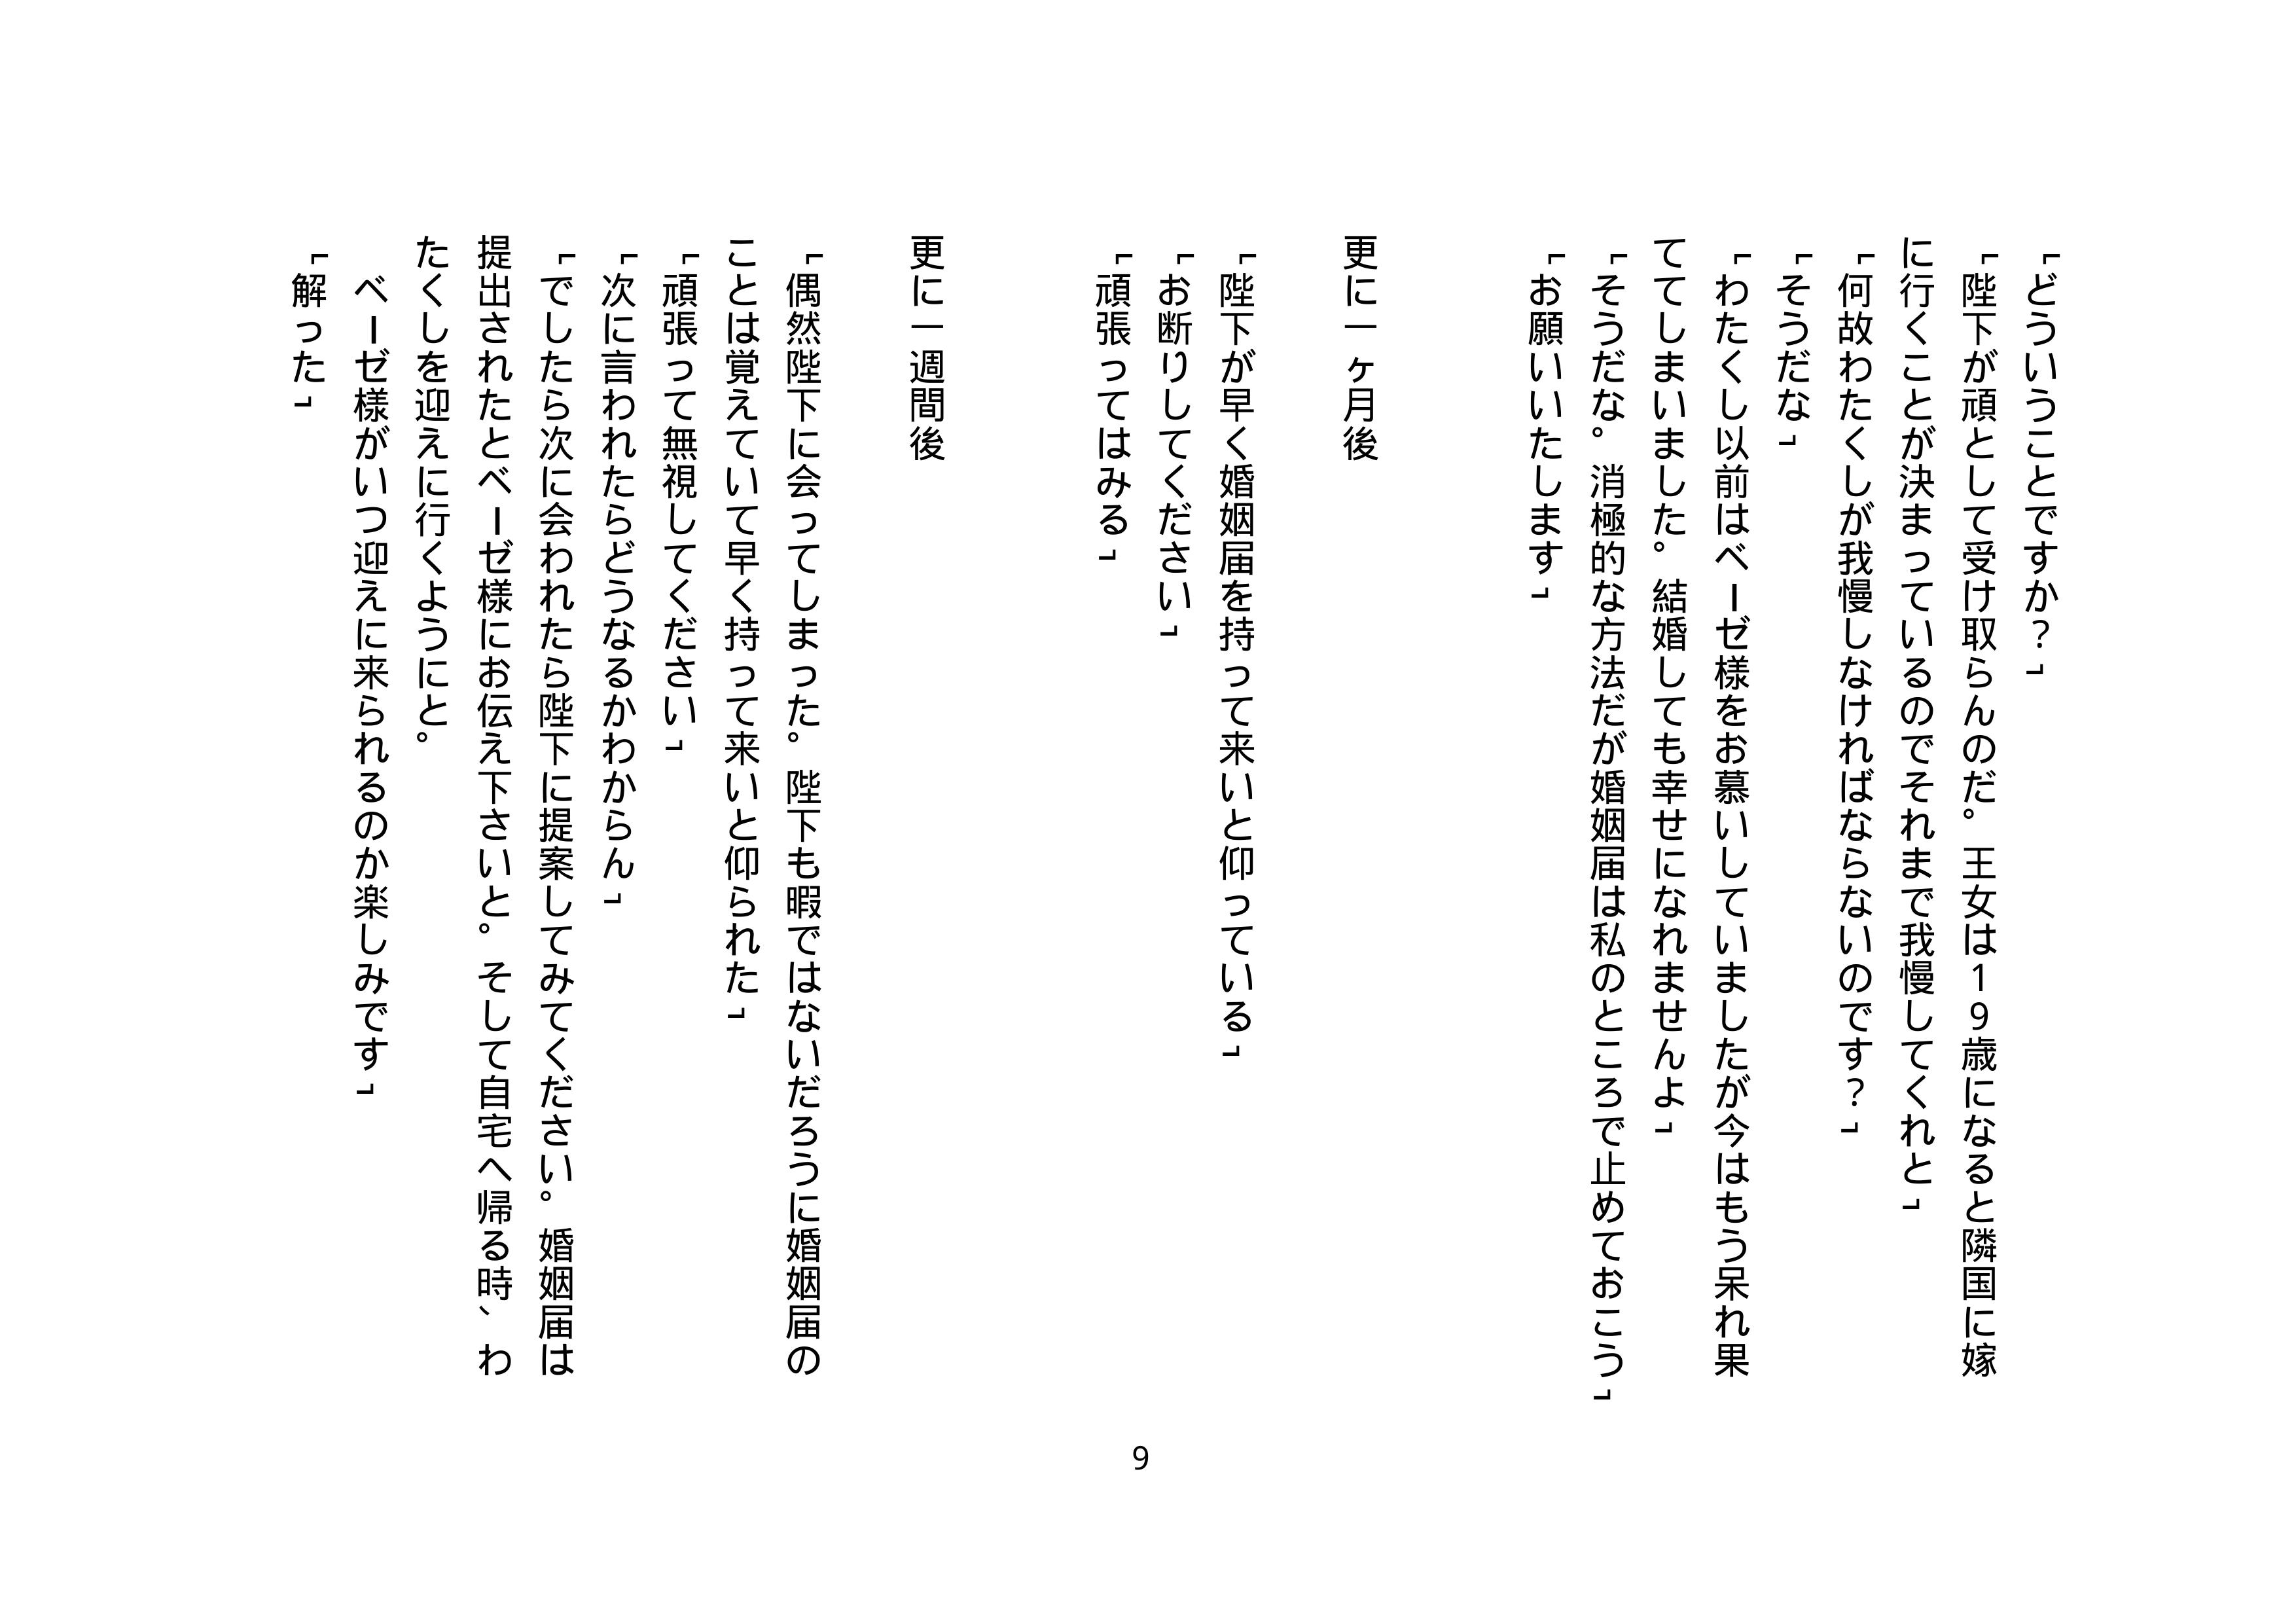 「どういうことですか？」
「陛下が頑として受け取らんのだ。王女は１９歳になると隣国に嫁
に行くことが決まっているのでそれまで我慢してくれと」
「何故わたくしが我慢しなければならないのです？」
「そうだな」
「わたくし以前はベーゼ様をお慕いしていましたが今はもう呆れ果
ててしまいました。結婚しても幸せになれませんよ」
「そうだな。消極的な方法だが婚姻届は私のところで止めておこう」
「お願いいたします」
更に一ヶ月後
「陛下が早く婚姻届を持って来いと仰っている」
「お断りしてください」
「頑張ってはみる」
更に一週間後
「偶然陛下に会ってしまった。陛下も暇ではないだろうに婚姻届の
ことは覚えていて早く持って来いと仰られた」
「頑張って無視してください」
「次に言われたらどうなるかわからん」
「でしたら次に会われたら陛下に提案してみてください。婚姻届は
提出されたとベーゼ様にお伝え下さいと。そして自宅へ帰る時、わ
たくしを迎えに行くようにと。
ベーゼ様がいつ迎えに来られるのか楽しみです」
「解った」
9